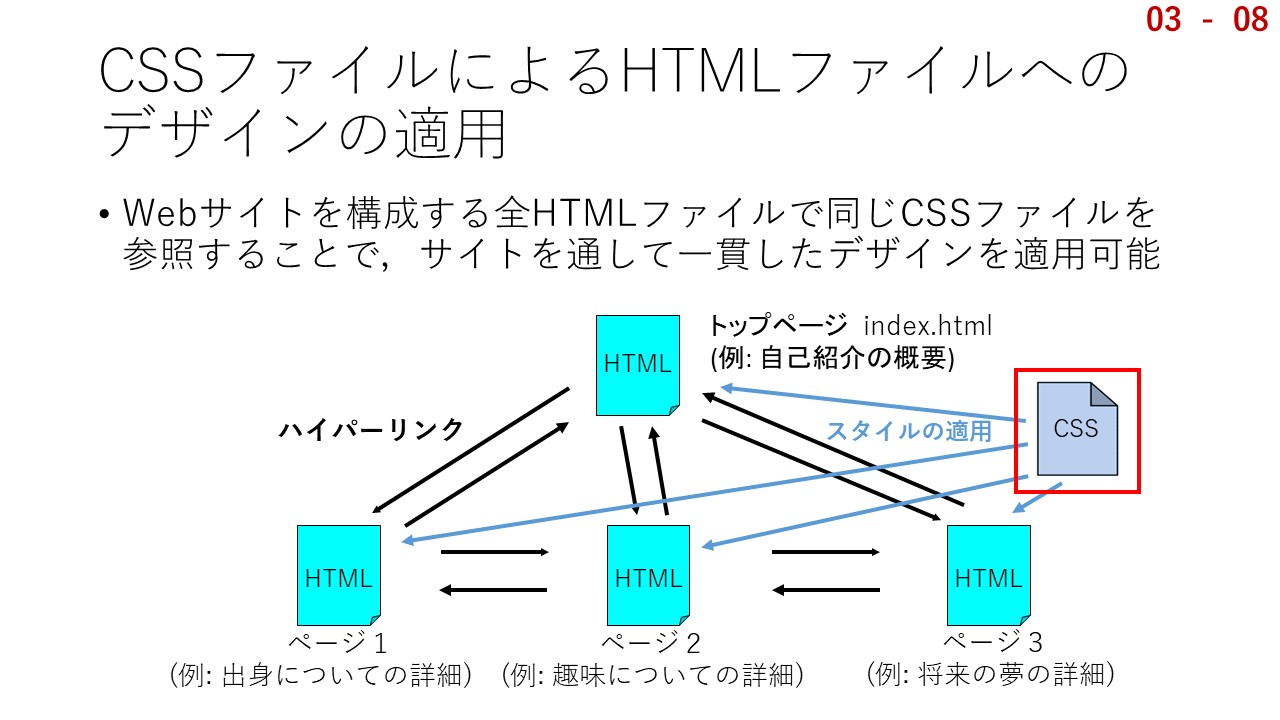 03 - 08
CSSファイルによるHTMLファイルへの
デザインの適用
• Webサイトを構成する全HTMLファイルで同じCSSファイルを
参照することで，サイトを通して一貫したデザインを適用可能
トップページ index.html
(例: 自己紹介の概要)
HTML
CSS
ハイパーリンク
スタイルの適用
HTML
HTML
HTML
ページ１
ページ２
ページ３
(例: 出身についての詳細)
(例: 趣味についての詳細)
(例: 将来の夢の詳細)